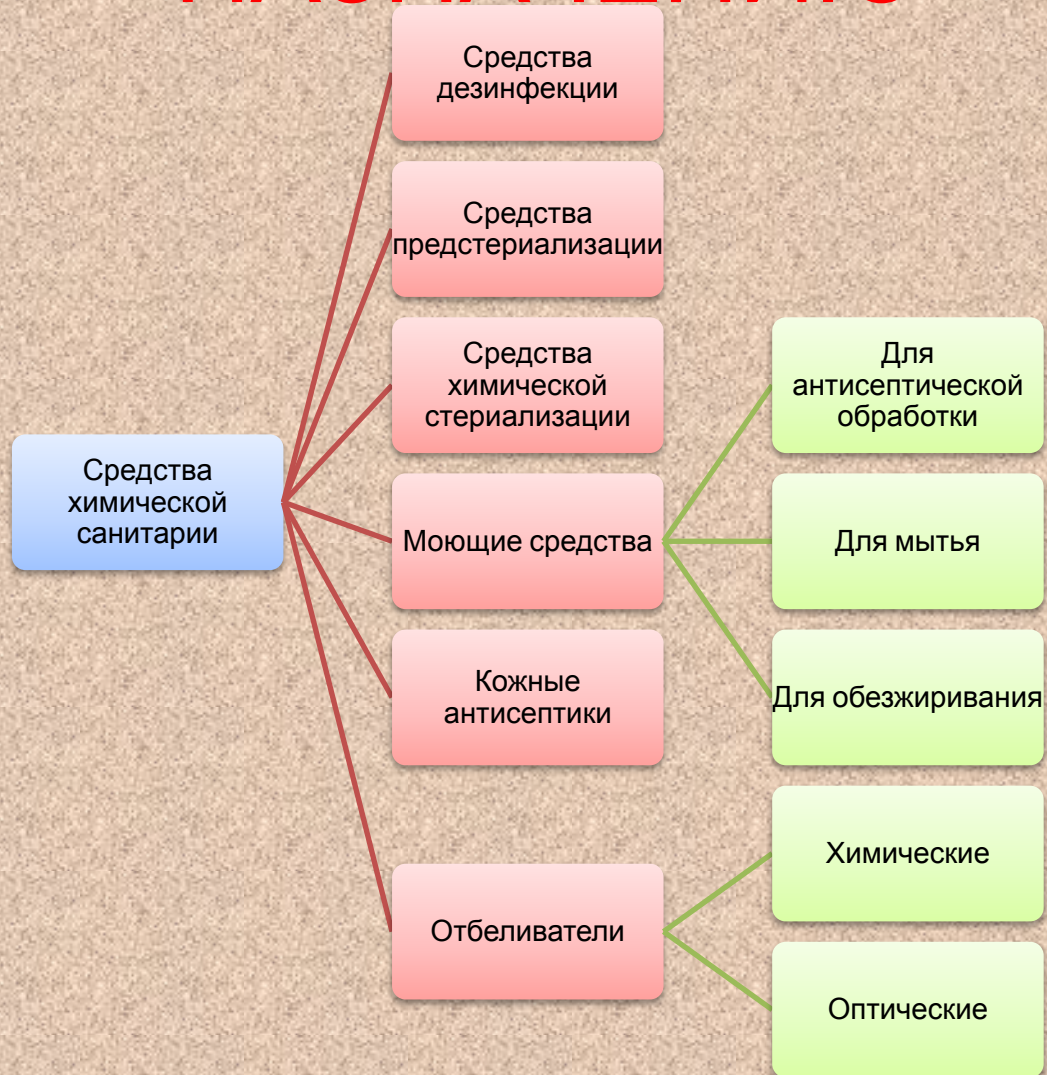 Средства
дезинфекции
Средства
предстериализации
Средства
химической
стериализации
Для
антисептической
обработки
Средства
химической
санитарии
Моющие средства
Для мытья
Кожные
антисептики
Для обезжиривания
Химические
Отбеливатели
Оптические